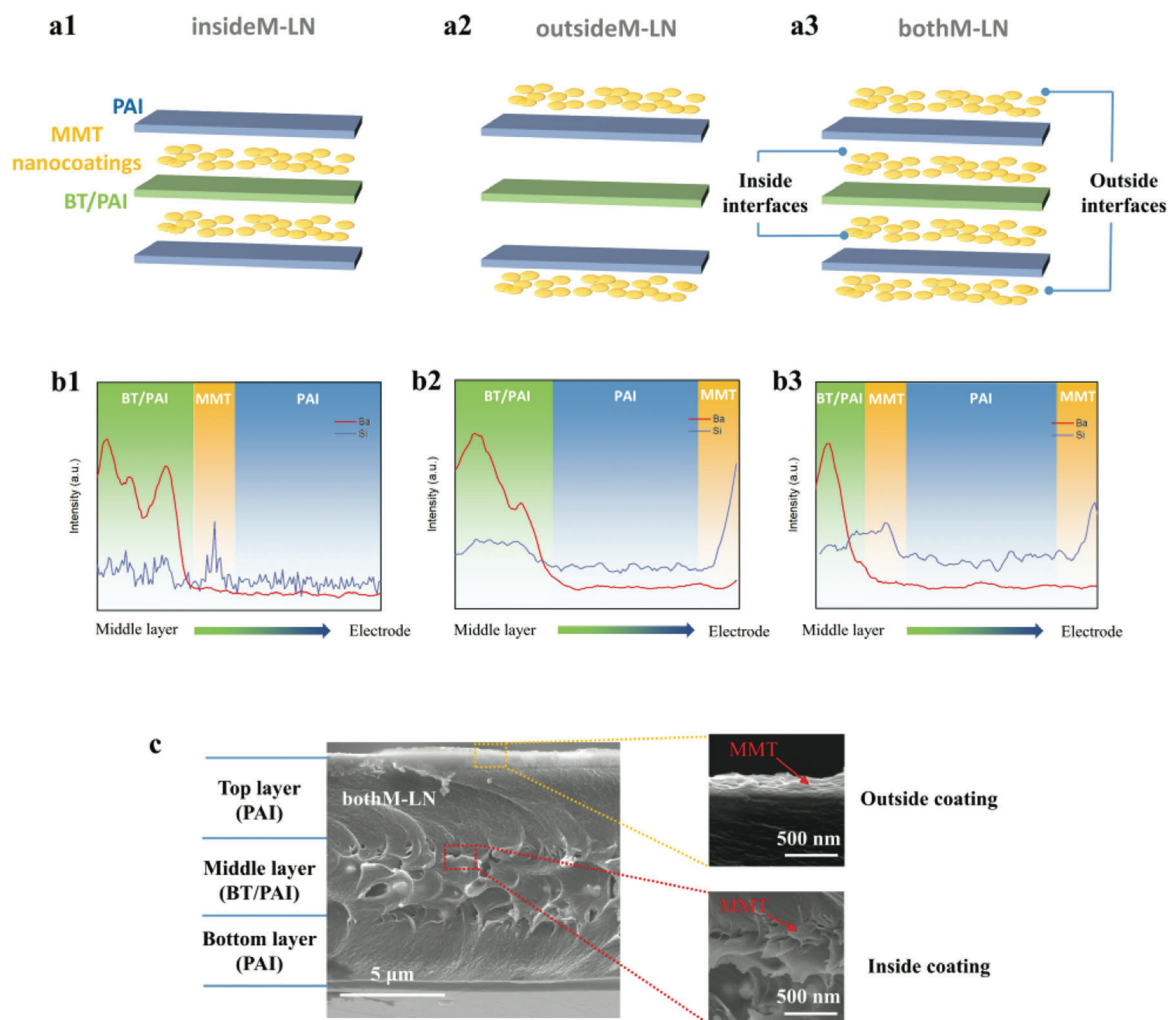 a1 insideM-LN
a2 outsideM-LN
a3 bothM-LN
PAI
MMT
nanocoatings
BT/PAI
Inside
interfaces
Outside
interfaces
b1
BT/PAI MMT PAI
Ba
Si
Intensity (a.u.)
Middle layer Electrode
b2
BT/PAI PAI MMT
Ba
Si
Intensity (a.u.)
Middle layer Electrode
b3
BT/PAI MMT PAI MMT
Ba
Si
Intensity (a.u.)
Middle layer Electrode
c
Top layer
(PAI)
Middle layer
(BT/PAI)
Bottom layer
(PAI)
bothM-LN
5 μm
MMT
500 nm
Outside coating
MMT
500 nm
Inside coating